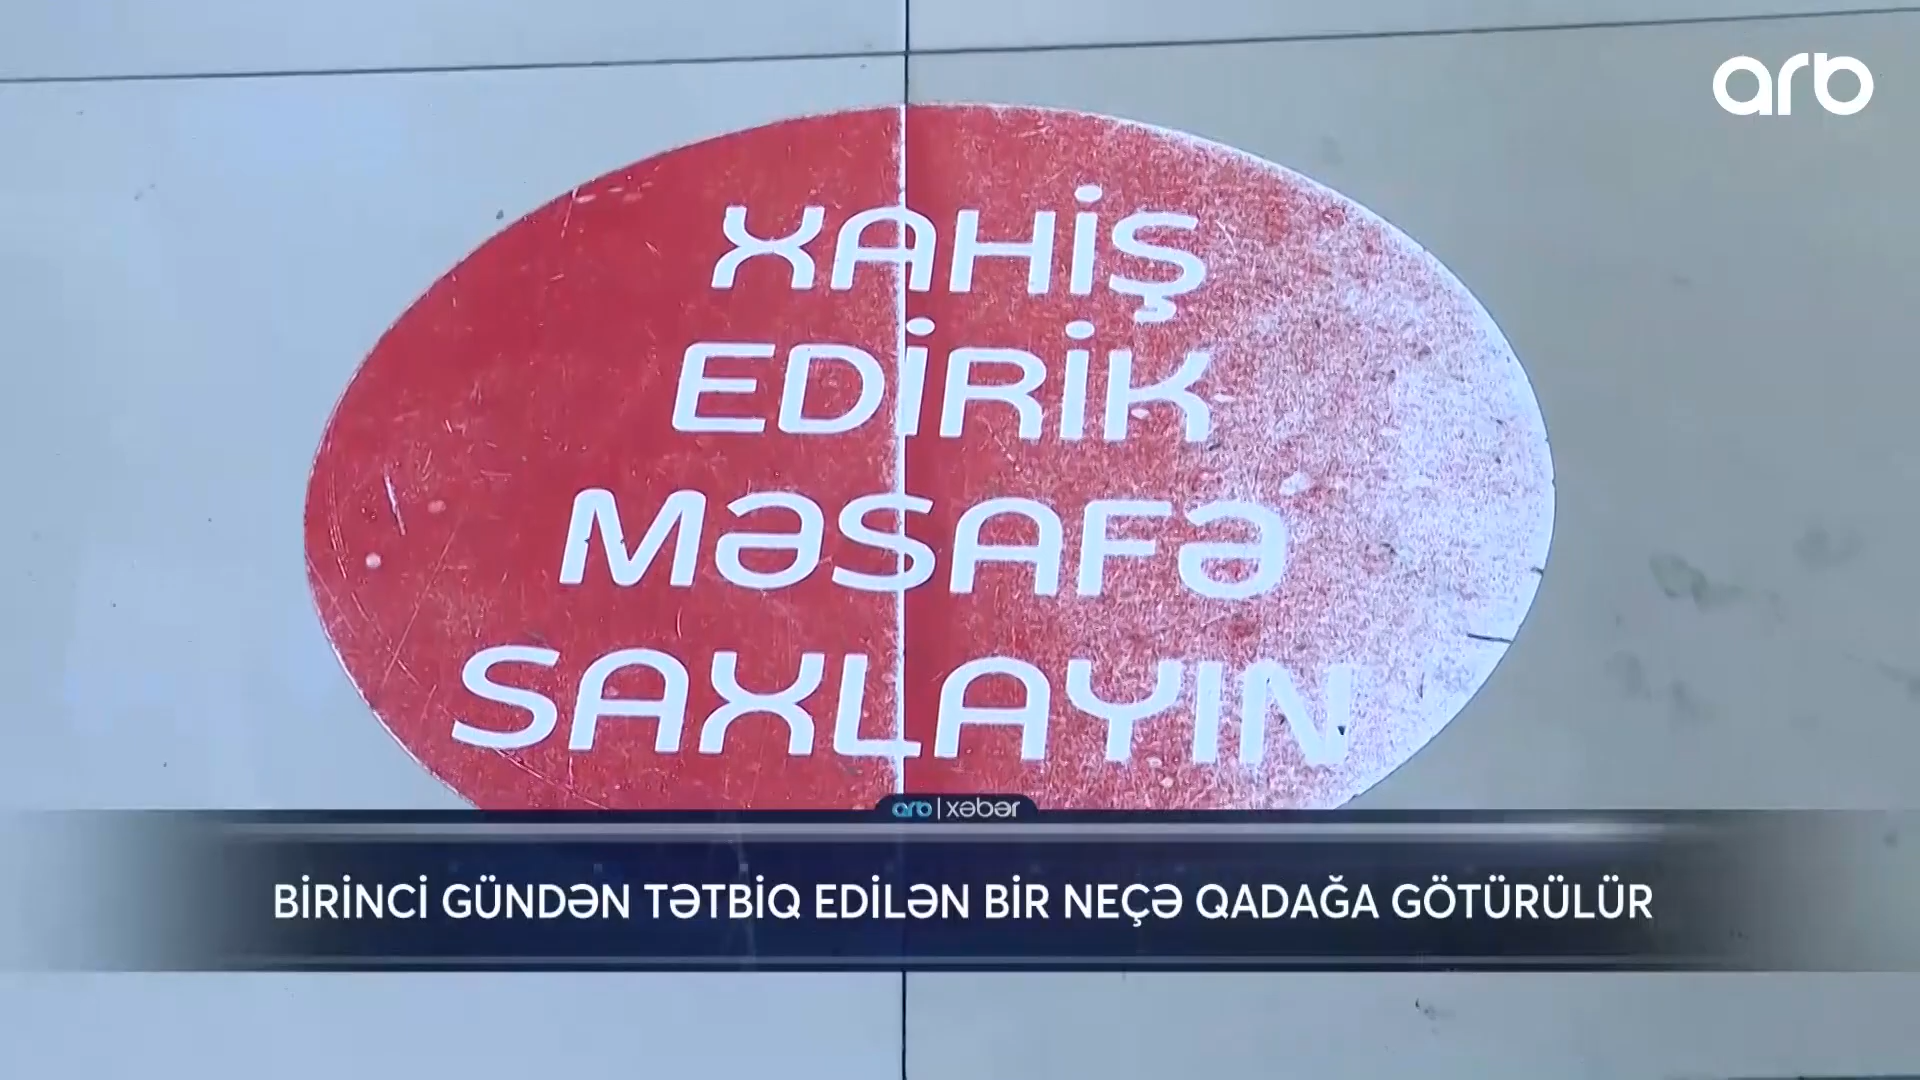 arb
XAHİŞ
EDİRİK
MƏSAFƏ
SAXLAYIN
arb | xəbər
BİRİNCİ GÜNDƏN TƏTBİQ EDİLƏN BİR NEÇƏ QADAĞA GÖTÜRÜLÜR